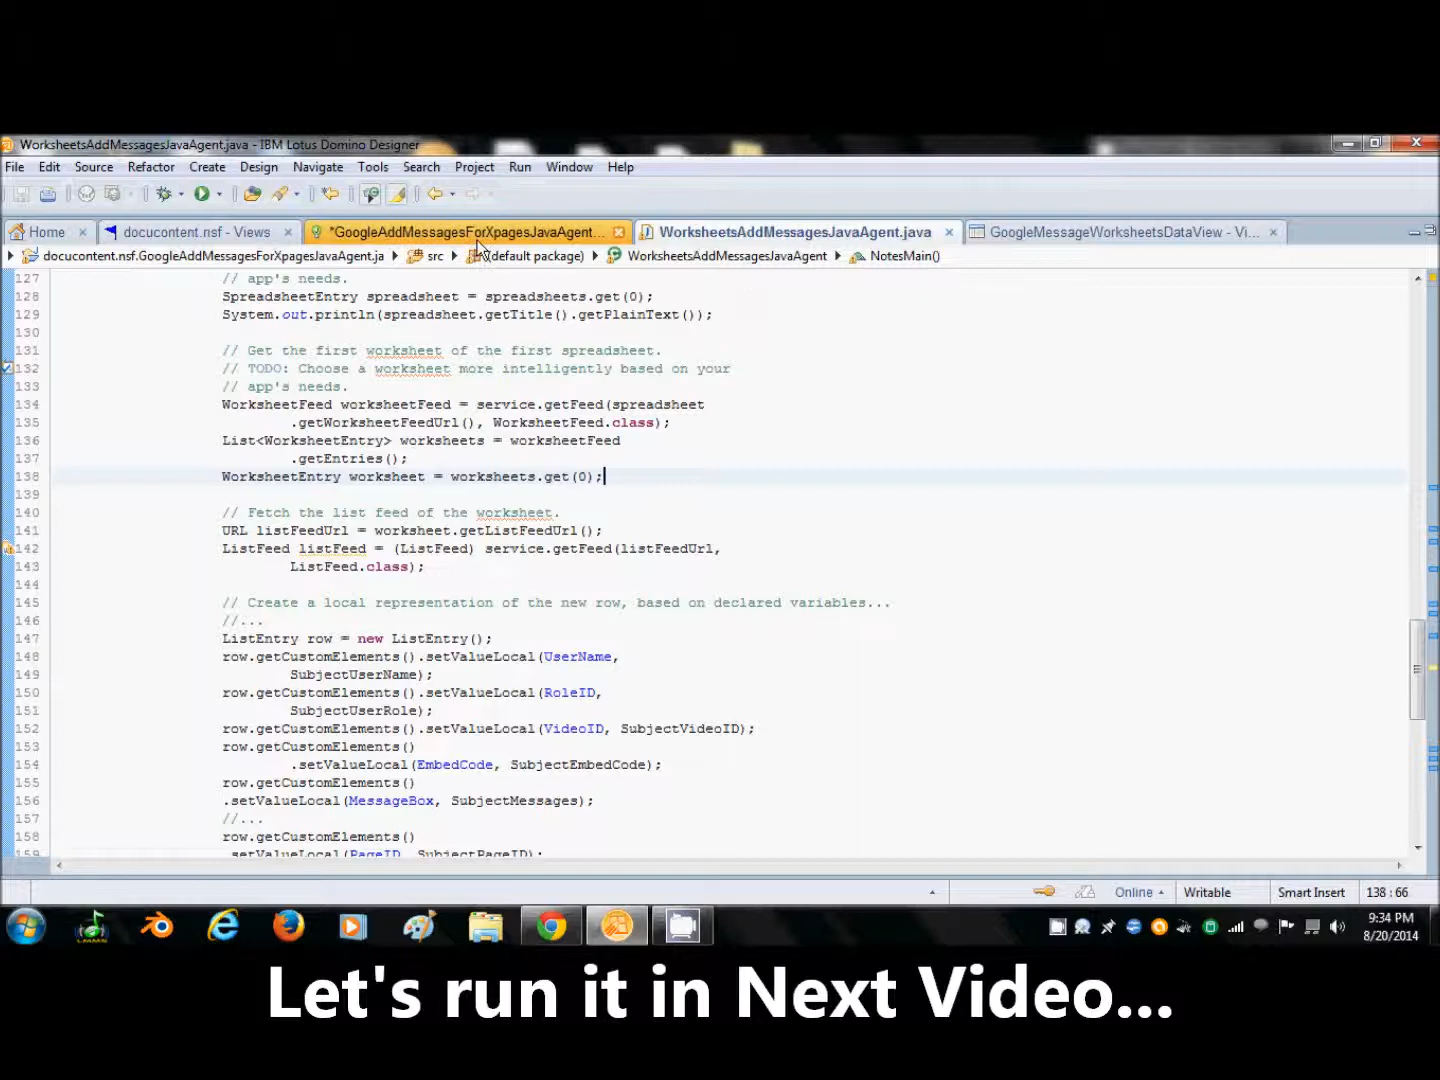 WorksheetsAddMessagesJavaAgent.java - IBM Lotus Domino Designer
File Edit Source Refactor Create Design Navigate Tools Search Project Run Window Help
Home docucontent.nsf - Views *GoogleAddMessagesForXpagesJavaAgent... WorksheetsAddMessagesJavaAgent.java GoogleMessageWorksheetsDataView - Vi...
docucontent.nsf.GoogleAddMessagesForXpagesJavaAgent.ja src (default package) WorksheetsAddMessagesJavaAgent NotesMain()
127 // app's needs.
128 SpreadsheetEntry spreadsheet = spreadsheets.get(0);
129 System.out.println(spreadsheet.getTitle().getPlainText());
130
131 // Get the first worksheet of the first spreadsheet.
132 // TODO: Choose a worksheet more intelligently based on your
133 // app's needs.
134 WorksheetFeed worksheetFeed = service.getFeed(spreadsheet
135 .getWorksheetFeedUrl(), WorksheetFeed.class);
136 List<WorksheetEntry> worksheets = worksheetFeed
137 .getEntries();
138 WorksheetEntry worksheet = worksheets.get(0);
139
140 // Fetch the list feed of the worksheet.
141 URL listFeedUrl = worksheet.getListFeedUrl();
142 ListFeed listFeed = (ListFeed) service.getFeed(listFeedUrl,
143 ListFeed.class);
144
145 // Create a local representation of the new row, based on declared variables...
146 //...
147 ListEntry row = new ListEntry();
148 row.getCustomElements().setValueLocal(UserName,
149 SubjectUserName);
150 row.getCustomElements().setValueLocal(RoleID,
151 SubjectUserRole);
152 row.getCustomElements().setValueLocal(VideoID, SubjectVideoID);
153 row.getCustomElements()
154 .setValueLocal(EmbedCode, SubjectEmbedCode);
155 row.getCustomElements()
156 .setValueLocal(MessageBox, SubjectMessages);
157 //...
158 row.getCustomElements()
159 .setValueLocal(PageID, SubjectPageID);
Online Writable Smart Insert 138 : 66
9:34 PM
8/20/2014
Let's run it in Next Video...